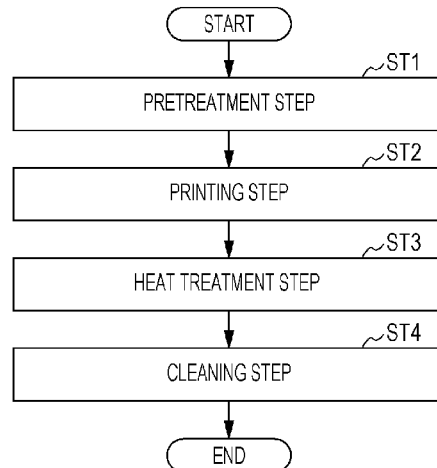 START
ST1
PRETREATMENT STEP
ST2
PRINTING STEP
ST3
HEAT TREATMENT STEP
ST4
CLEANING STEP
END